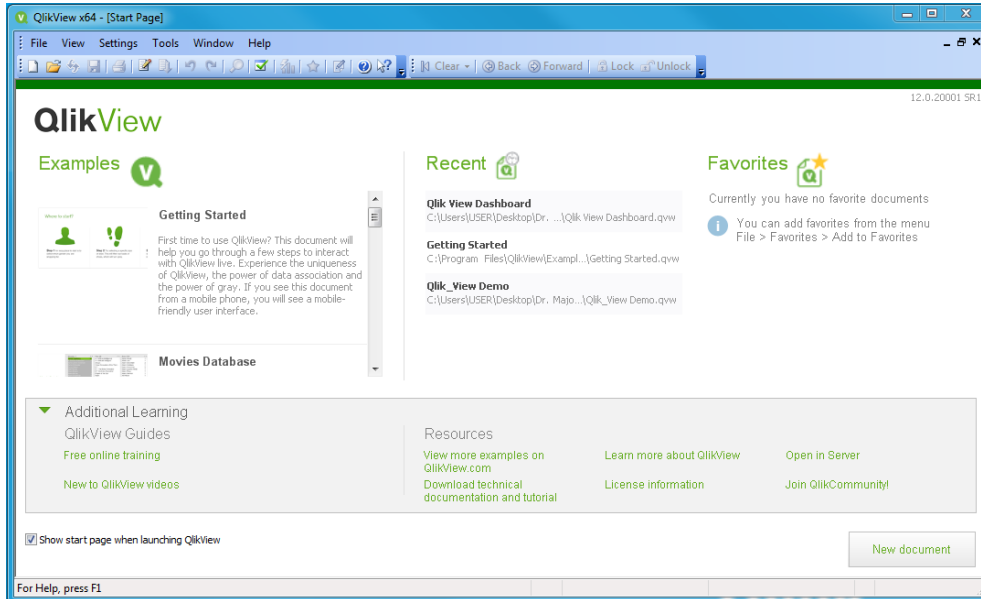 QlikView x64 - [Start Page]
File View Settings Tools Window Help
Clear Back Forward Lock Unlock
12.0.20001 SR1
QlikView
Examples
Getting Started
First time to use QlikView? This document will
help you go through a few steps to interact
with QlikView live. Experience the uniqueness
of QlikView, the power of data association and
the power of gray. If you see this document
from a mobile phone, you will see a mobile-
friendly user interface.
Movies Database
Recent
Qlik View Dashboard
C:\Users\USER\Desktop\Dr. ...\Qlik View Dashboard.qvw
Getting Started
C:\Program Files\QlikView\Exampl...\Getting Started.qvw
Qlik_View Demo
C:\Users\USER\Desktop\Dr. Majo...\Qlik_View Demo.qvw
Favorites
Currently you have no favorite documents
You can add favorites from the menu
File > Favorites > Add to Favorites
Additional Learning
QlikView Guides
Free online training
New to QlikView videos
Resources
View more examples on
QlikView.com
Download technical
documentation and tutorial
Learn more about QlikView
License information
Open in Server
Join QlikCommunity!
Show start page when launching QlikView
New document
For Help, press F1